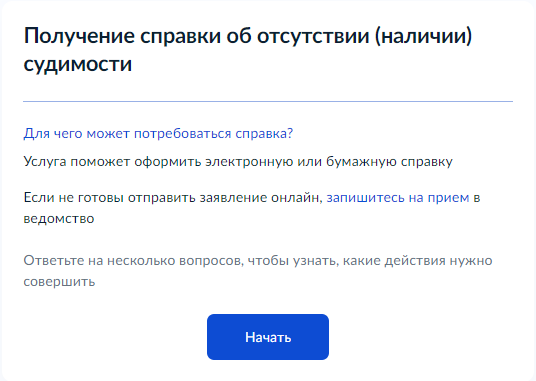 Получение справки об отсутствии (наличии)
судимости
Для чего может потребоваться справка?
Услуга поможет оформить электронную или бумажную справку
Если не готовы отправить заявление онлайн, запишитесь на прием в
ведомство
Ответьте на несколько вопросов, чтобы узнать, какие действия нужно
совершить
Начать